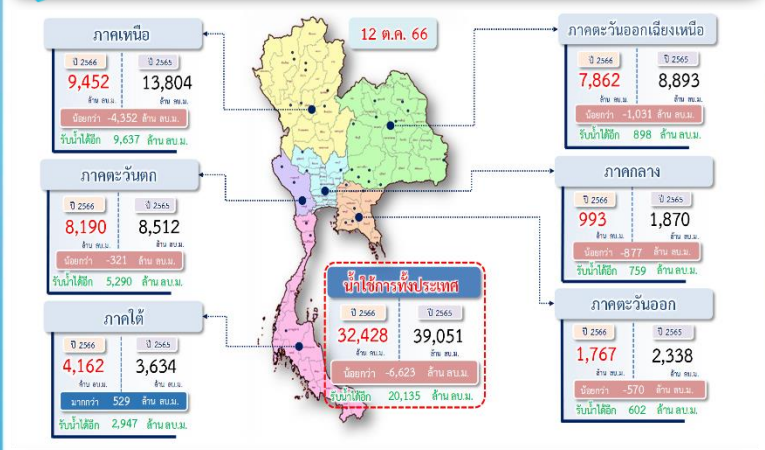 12 ต.ค. 66
ภาคเหนือ
ปี 2566 ปี 2565
9,452 13,804
ล้าน ลบ.ม. ล้าน ลบ.ม.
น้อยกว่า -4,352 ล้าน ลบ.ม.
รับน้ำได้อีก 9,637 ล้าน ลบ.ม.
ภาคตะวันตก
ปี 2566 ปี 2565
8,190 8,512
ล้าน ลบ.ม. ล้าน ลบ.ม.
น้อยกว่า -321 ล้าน ลบ.ม.
รับน้ำได้อีก 5,290 ล้าน ลบ.ม.
ภาคใต้
ปี 2566 ปี 2565
4,162 3,634
ล้าน ลบ.ม. ล้าน ลบ.ม.
มากกว่า 529 ล้าน ลบ.ม.
รับน้ำได้อีก 2,947 ล้าน ลบ.ม.
น้ำใช้การทั้งประเทศ
ปี 2566 ปี 2565
32,428 39,051
ล้าน ลบ.ม. ล้าน ลบ.ม.
น้อยกว่า -6,623 ล้าน ลบ.ม.
รับน้ำได้อีก 20,135 ล้าน ลบ.ม.
ภาคตะวันออกเฉียงเหนือ
ปี 2566 ปี 2565
7,862 8,893
ล้าน ลบ.ม. ล้าน ลบ.ม.
น้อยกว่า -1,031 ล้าน ลบ.ม.
รับน้ำได้อีก 898 ล้าน ลบ.ม.
ภาคกลาง
ปี 2566 ปี 2565
993 1,870
ล้าน ลบ.ม. ล้าน ลบ.ม.
น้อยกว่า -877 ล้าน ลบ.ม.
รับน้ำได้อีก 759 ล้าน ลบ.ม.
ภาคตะวันออก
ปี 2566 ปี 2565
1,767 2,338
ล้าน ลบ.ม. ล้าน ลบ.ม.
น้อยกว่า -570 ล้าน ลบ.ม.
รับน้ำได้อีก 602 ล้าน ลบ.ม.